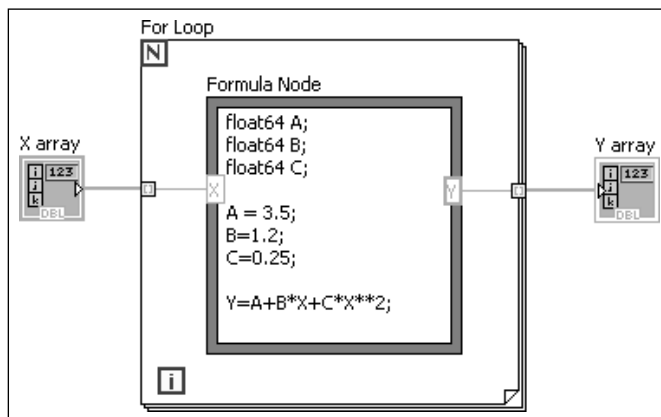 For Loop
N
Formula Node
X array
i
j
k
123
DBL
float64 A;
float64 B;
float64 C;
A = 3.5;
B=1.2;
C=0.25;
Y=A+B*X+C*X**2;
X
Y
i
Y array
i
j
k
123
DBL